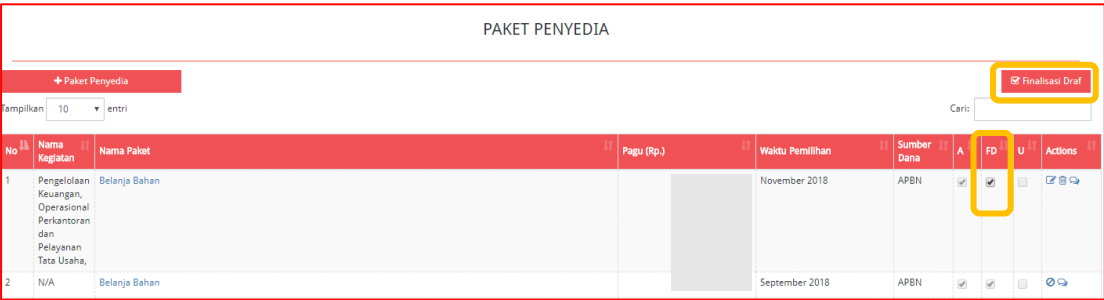 PAKET PENYEDIA
+ Paket Penyedia
Finalisasi Draf
Tampilkan 10 entri
Cari:
No Nama Kegiatan Nama Paket Pagu (Rp.) Waktu Pemilihan Sumber Dana A FD U Actions
1 Pengelolaan Belanja Bahan November 2018 APBN
Keuangan,
Operasional
Perkantoran
dan
Pelayanan
Tata Usaha,
2 N/A Belanja Bahan September 2018 APBN